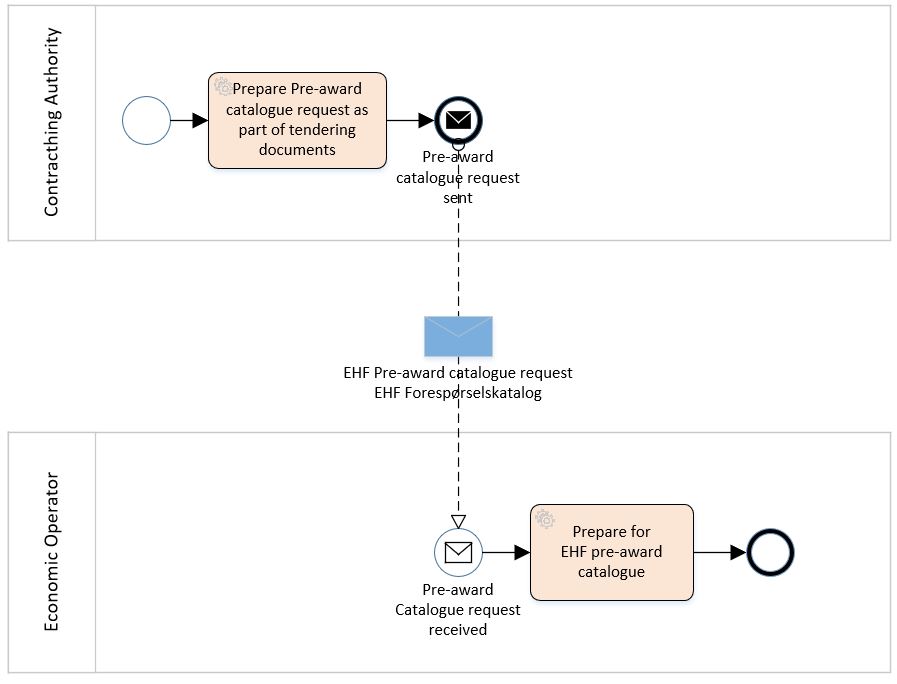 Contracthing Authority
Prepare Pre-award
catalogue request as
part of tendering
documents
Pre-award
catalogue request
sent
EHF Pre-award catalogue request
EHF Forespørselskatalog
Economic Operator
Pre-award
Catalogue request
received
Prepare for
EHF pre-award
catalogue